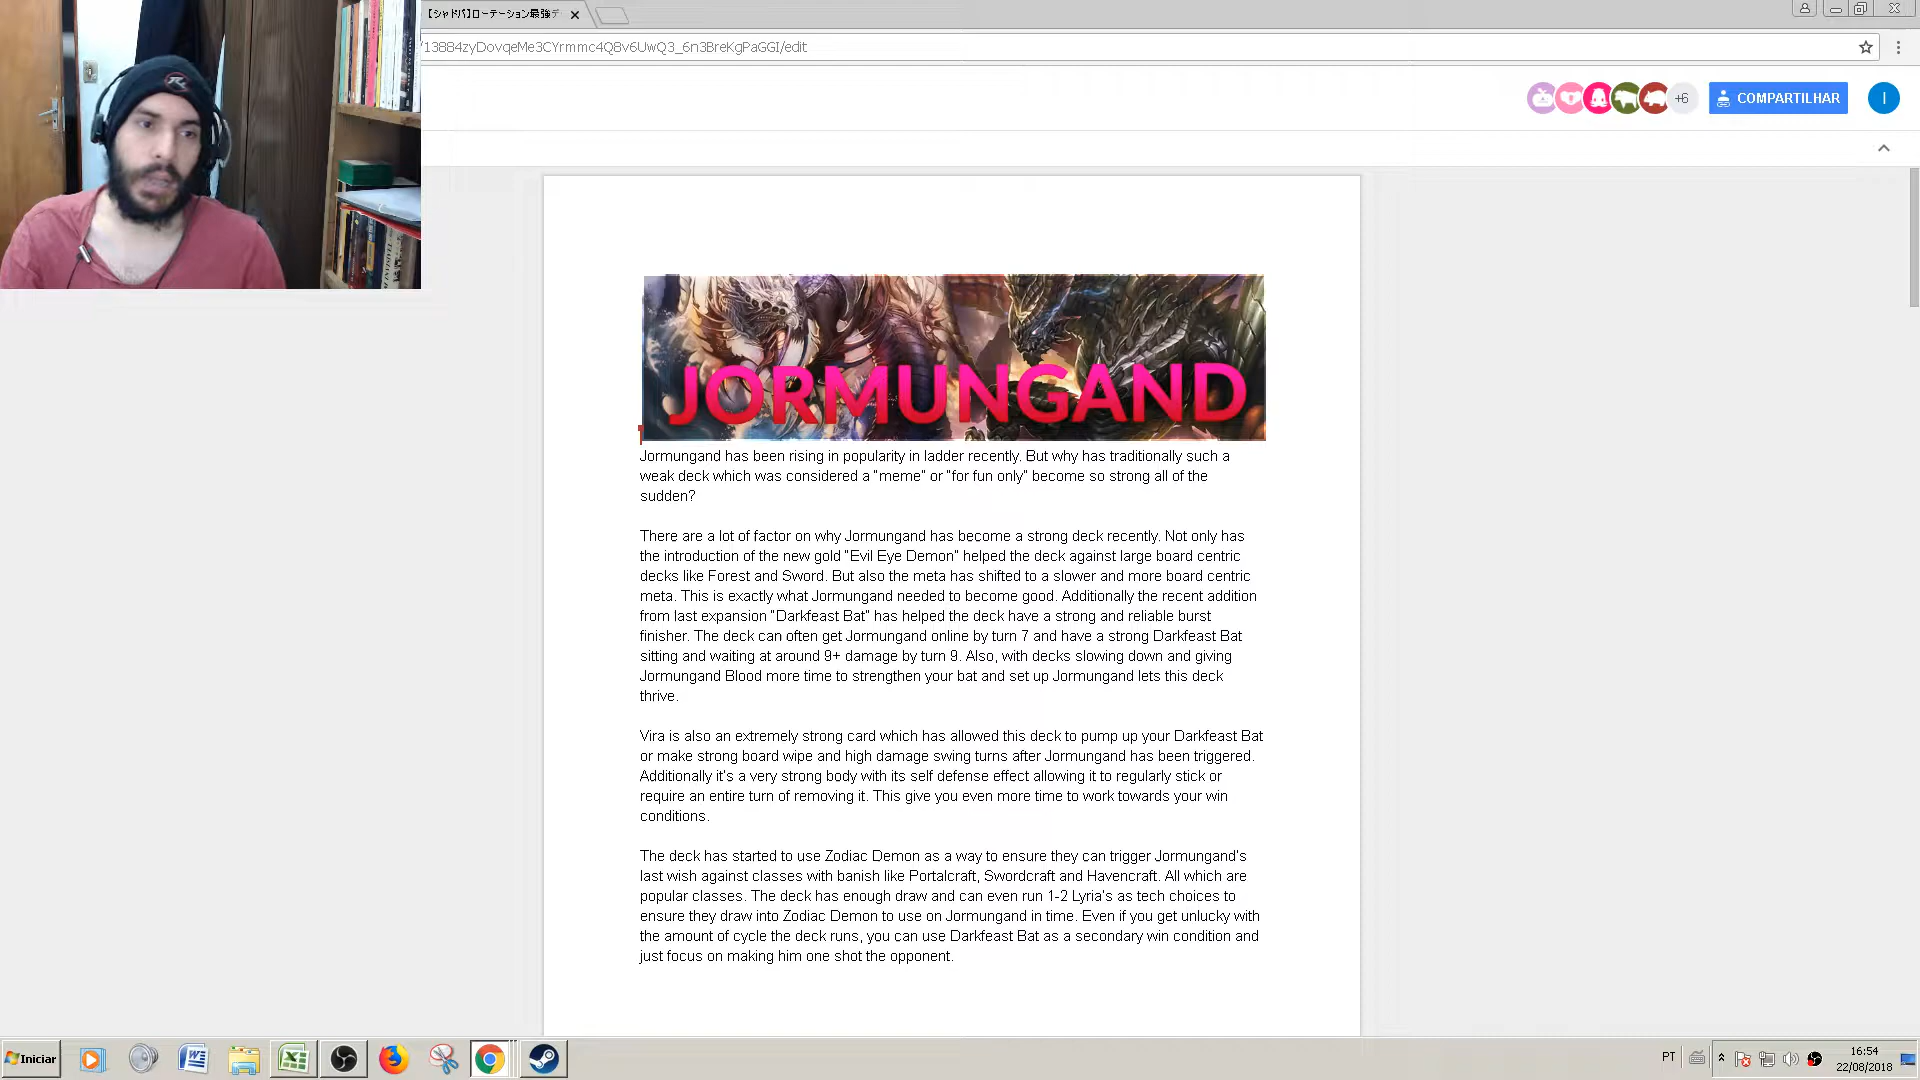 【シャドバ】ローテーション最強デ
/13884zyDovqeMe3CYrmmc4Q8v6UwQ3_6n3BreKgPaGGI/edit
+6
COMPARTILHAR
I
JORMUNGAND
Jormungand has been rising in popularity in ladder recently. But why has traditionally such a
weak deck which was considered a "meme" or "for fun only" become so strong all of the
sudden?
There are a lot of factor on why Jormungand has become a strong deck recently. Not only has
the introduction of the new gold "Evil Eye Demon" helped the deck against large board centric
decks like Forest and Sword. But also the meta has shifted to a slower and more board centric
meta. This is exactly what Jormungand needed to become good. Additionally the recent addition
from last expansion "Darkfeast Bat" has helped the deck have a strong and reliable burst
finisher. The deck can often get Jormungand online by turn 7 and have a strong Darkfeast Bat
sitting and waiting at around 9+ damage by turn 9. Also, with decks slowing down and giving
Jormungand Blood more time to strengthen your bat and set up Jormungand lets this deck
thrive.
Vira is also an extremely strong card which has allowed this deck to pump up your Darkfeast Bat
or make strong board wipe and high damage swing turns after Jormungand has been triggered.
Additionally it's a very strong body with its self defense effect allowing it to regularly stick or
require an entire turn of removing it. This give you even more time to work towards your win
conditions.
The deck has started to use Zodiac Demon as a way to ensure they can trigger Jormungand's
last wish against classes with banish like Portalcraft, Swordcraft and Havencraft. All which are
popular classes. The deck has enough draw and can even run 1-2 Lyria's as tech choices to
ensure they draw into Zodiac Demon to use on Jormungand in time. Even if you get unlucky with
the amount of cycle the deck runs, you can use Darkfeast Bat as a secondary win condition and
just focus on making him one shot the opponent.
Iniciar
PT
16:54
22/08/2018